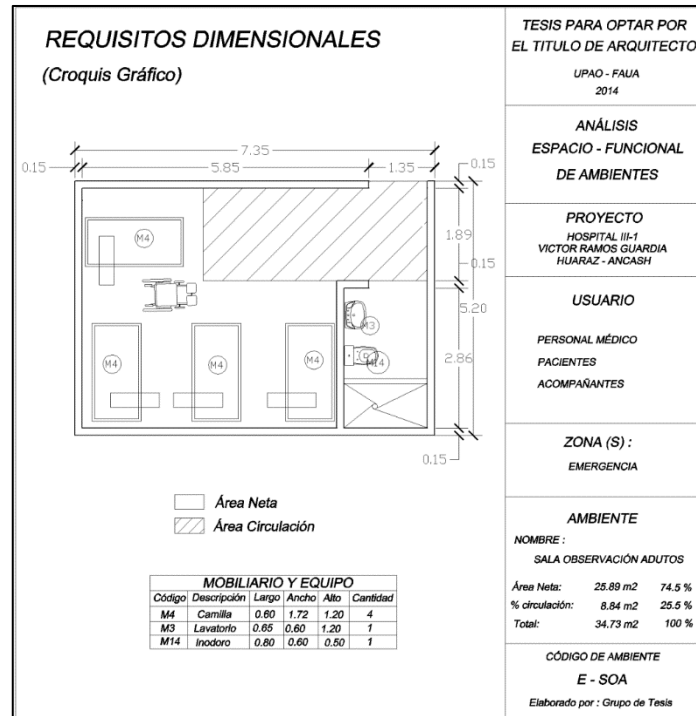 REQUISITOS DIMENSIONALES
(Croquis Gráfico)
7.35
0.15
5.85
1.35
0.15
1.89
0.15
5.20
2.86
0.15
M4
M4
M4
M4
M3
M14
Área Neta
Área Circulación
MOBILIARIO Y EQUIPO
Código Descripción Largo Ancho Alto Cantidad
M4 Camilla 0.60 1.72 1.20 4
M3 Lavatorio 0.65 0.60 1.20 1
M14 Inodoro 0.80 0.60 0.50 1
TESIS PARA OPTAR POR
EL TITULO DE ARQUITECTO
UPAO - FAUA
2014
ANÁLISIS
ESPACIO - FUNCIONAL
DE AMBIENTES
PROYECTO
HOSPITAL III-1
VICTOR RAMOS GUARDIA
HUARAZ - ANCASH
USUARIO
PERSONAL MÉDICO
PACIENTES
ACOMPAÑANTES
ZONA (S) :
EMERGENCIA
AMBIENTE
NOMBRE :
SALA OBSERVACIÓN ADUTOS
Área Neta: 25.89 m2 74.5 %
% circulación: 8.84 m2 25.5 %
Total: 34.73 m2 100 %
CÓDIGO DE AMBIENTE
E - SOA
Elaborado por : Grupo de Tesis